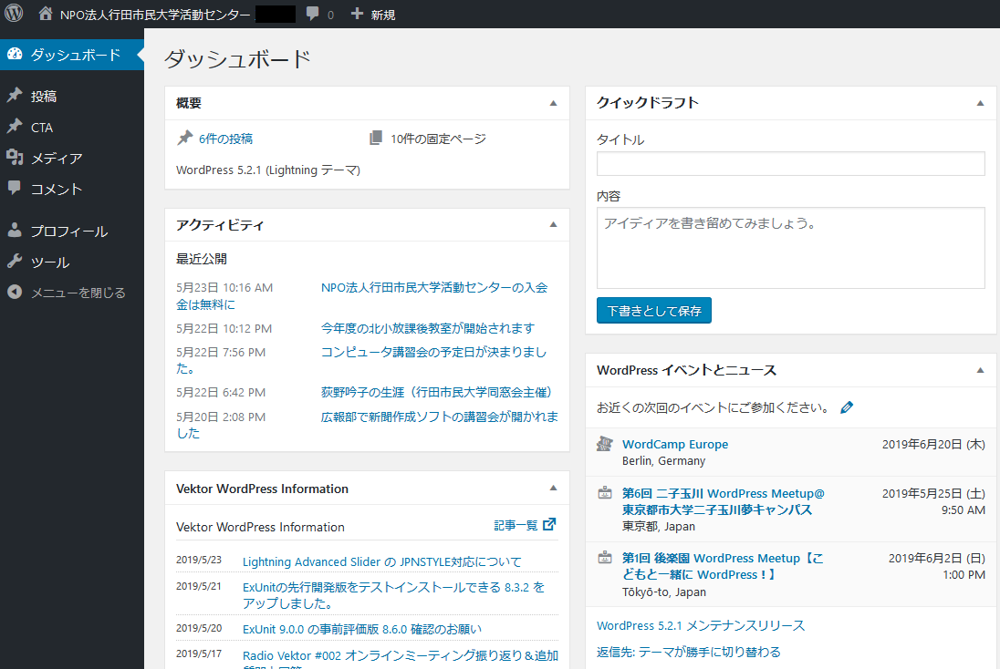 NPO法人行田市民大学活動センター
0
新規
ダッシュボード
投稿
CTA
メディア
コメント
プロフィール
ツール
メニューを閉じる
ダッシュボード
概要
6件の投稿
10件の固定ページ
WordPress 5.2.1 (Lightning テーマ)
アクティビティ
最近公開
5月23日 10:16 AM NPO法人行田市民大学活動センターの入会
金は無料に
5月22日 10:12 PM 今年度の北小放課後教室が開始されます
5月22日 7:56 PM コンピュータ講習会の予定日が決まりまし
た。
5月22日 6:42 PM 荻野吟子の生涯（行田市民大学同窓会主催）
5月20日 2:08 PM 広報部で新聞作成ソフトの講習会が開かれま
した
Vektor WordPress Information
Vektor WordPress Information 記事一覧
2019/5/23 Lightning Advanced Slider の JPNSTYLE対応について
2019/5/21 ExUnitの先行開発版をテストインストールできる 8.3.2 を
アップしました。
2019/5/20 ExUnit 9.0.0 の事前評価版 8.6.0 確認のお願い
2019/5/17 Radio Vektor #002 オンラインミーティング振り返り＆追加
クイックドラフト
タイトル
内容
アイディアを書き留めてみましょう。
下書きとして保存
WordPress イベントとニュース
お近くの次回のイベントにご参加ください。
WordCamp Europe 2019年6月20日 (木)
Berlin, Germany
第6回 二子玉川 WordPress Meetup@ 2019年5月25日 (土)
東京都市大学二子玉川夢キャンパス 9:50 AM
東京都, Japan
第1回 後楽園 WordPress Meetup【こ 2019年6月2日 (日)
どもと一緒に WordPress！】 1:00 PM
Tōkyō-to, Japan
WordPress 5.2.1 メンテナンスリリース
返信先: テーマが勝手に切り替わる